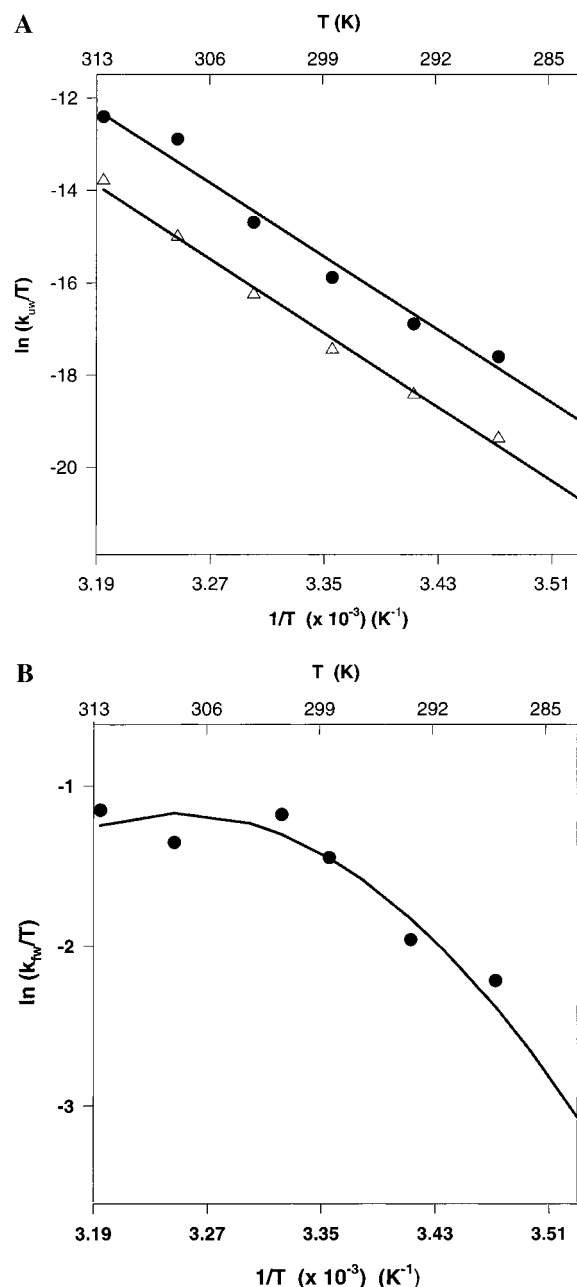 A
T (K)
313 306 299 292 285
-12
-14
-16
-18
-20
ln (k_uw/T)
3.19 3.27 3.35 3.43 3.51
1/T (x 10⁻³) (K⁻¹)
B
T (K)
313 306 299 292 285
-1
-2
-3
ln (k_fw/T)
3.19 3.27 3.35 3.43 3.51
1/T (x 10⁻³) (K⁻¹)